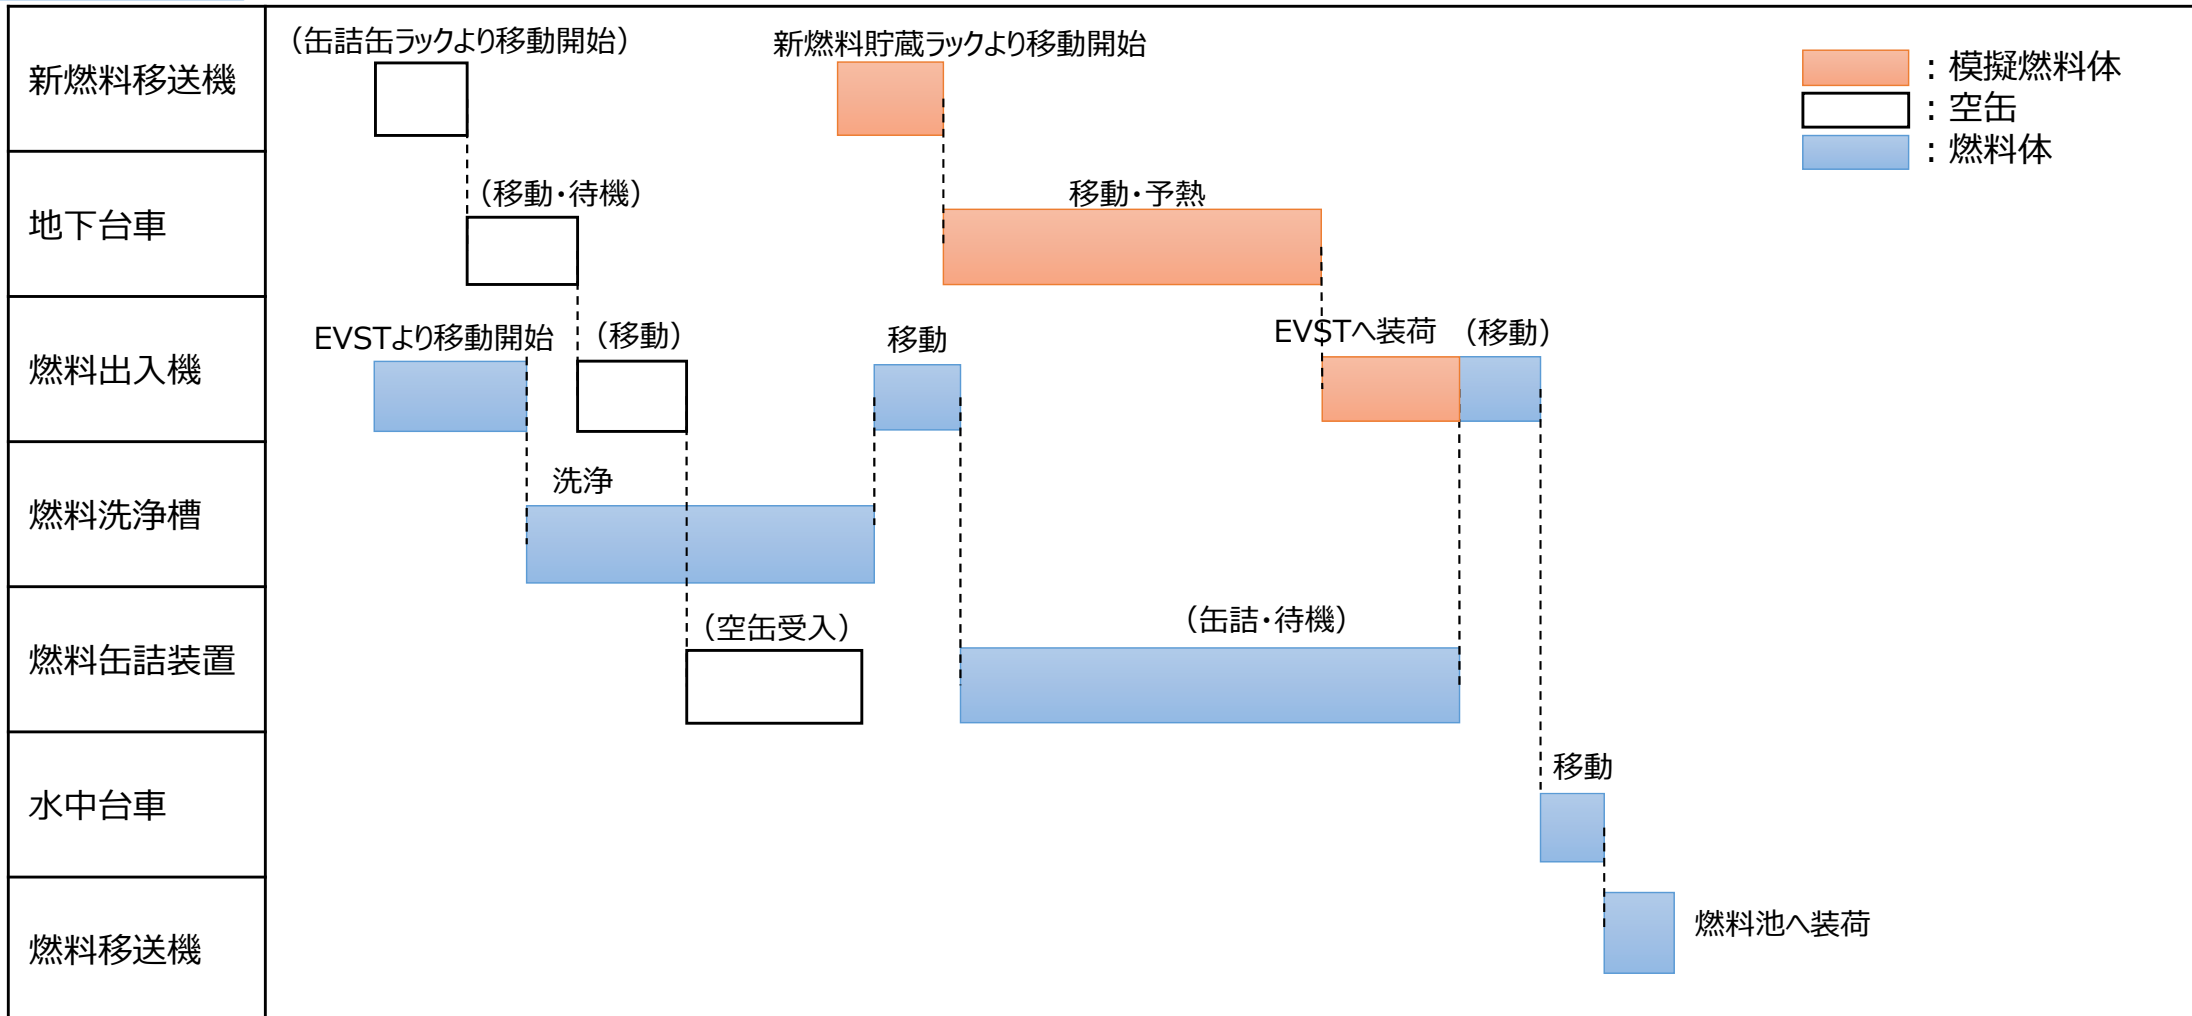 （缶詰缶ラックより移動開始）
新燃料貯蔵ラックより移動開始
新燃料移送機
：模擬燃料体
：空缶
：燃料体
地下台車
（移動・待機）
移動・予熱
燃料出入機
EVSTより移動開始
（移動）
移動
EVSTへ装荷
（移動）
燃料洗浄槽
洗浄
燃料缶詰装置
（空缶受入）
（缶詰・待機）
水中台車
移動
燃料移送機
燃料池へ装荷